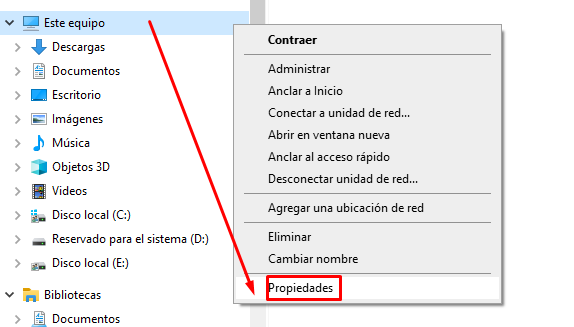 Este equipo
Descargas
Documentos
Escritorio
Imágenes
Música
Objetos 3D
Videos
Disco local (C:)
Reservado para el sistema (D:)
Disco local (E:)
Bibliotecas
Documentos
Contraer
Administrar
Anclar a Inicio
Conectar a unidad de red...
Abrir en ventana nueva
Anclar al acceso rápido
Desconectar unidad de red...
Agregar una ubicación de red
Eliminar
Cambiar nombre
Propiedades